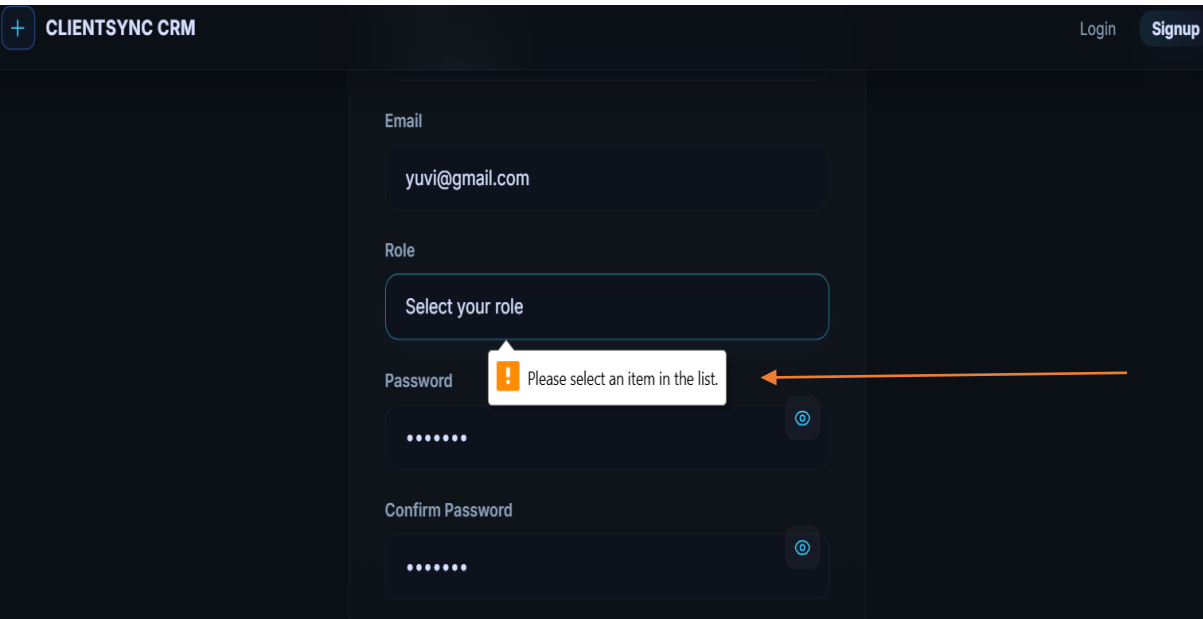 CLIENTSYNC CRM
Login
Signup
Email
yuvi@gmail.com
Role
Select your role
Please select an item in the list.
Password
•••••••
Confirm Password
•••••••